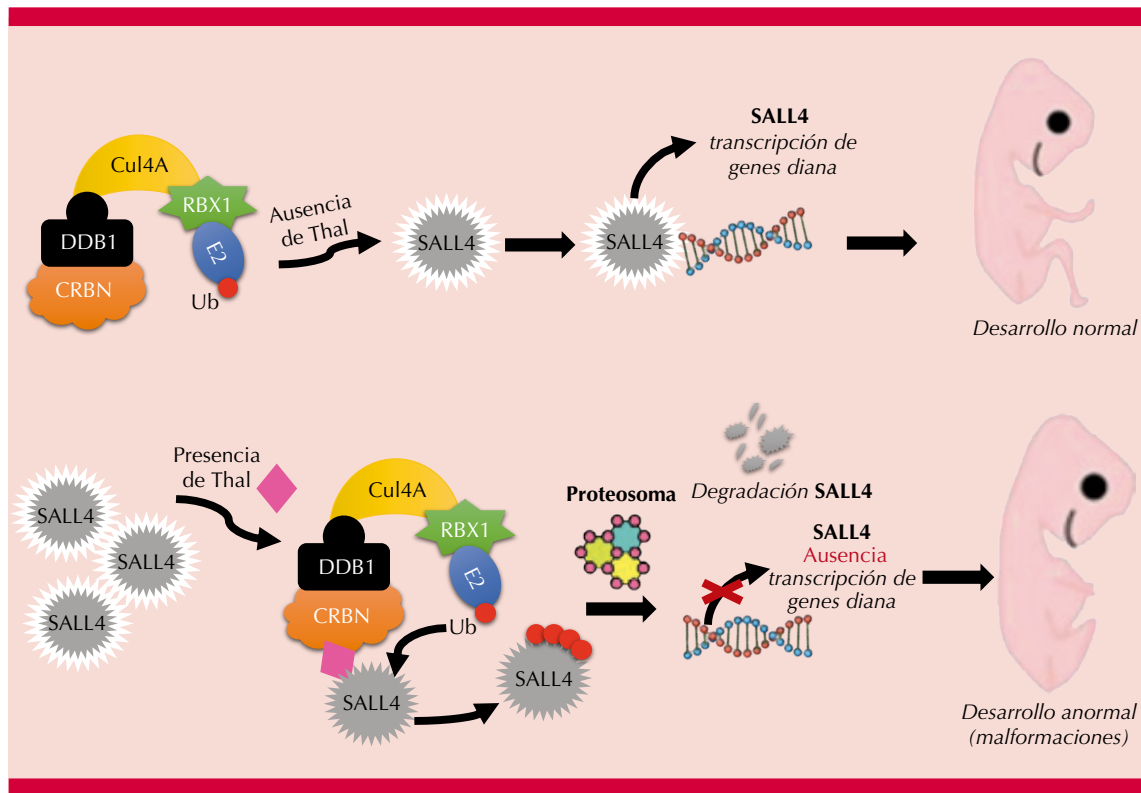 Cul4A
RBX1
DDB1
E2
CRBN
Ub
Ausencia
de Thal
SALL4
SALL4
SALL4
transcripción de
genes diana
Desarrollo normal
SALL4
SALL4
SALL4
Presencia
de Thal
Cul4A
RBX1
DDB1
E2
CRBN
Ub
SALL4
SALL4
Proteosoma
Degradación SALL4
SALL4
Ausencia
transcripción de
genes diana
Desarrollo anormal
(malformaciones)